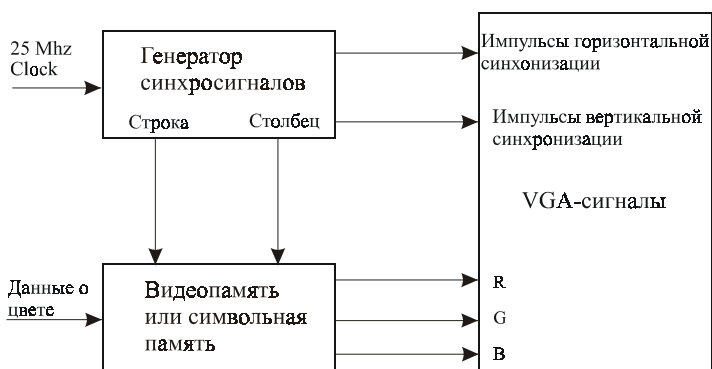 25 Mhz
Clock
Генератор
синхросигналов
Строка
Столбец
Импульсы горизонтальной
синхонизации
Импульсы вертикальной
синхронизации
VGA-сигналы
Данные о
цвете
Видеопамять
или символьная
память
R
G
B